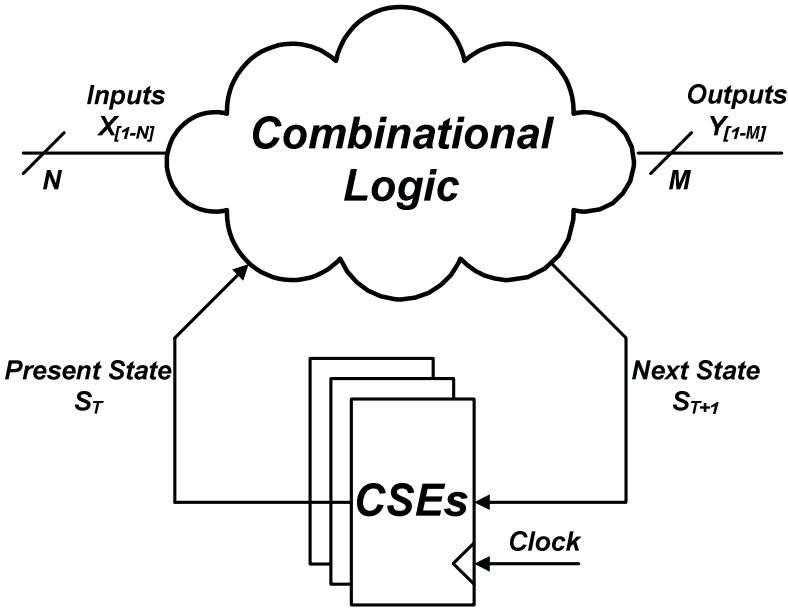 Inputs
X[1-N]
N
Combinational
Logic
Outputs
Y[1-M]
M
Present State
ST
Next State
ST+1
CSEs
Clock